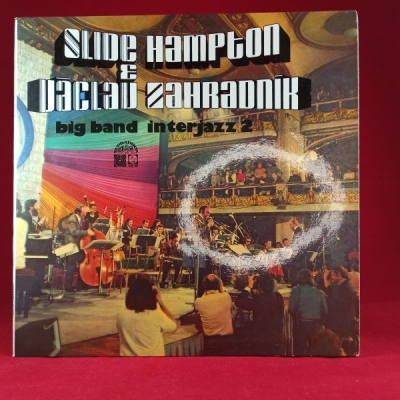 SLIDE HAMPTON
&
VÁCLAV ZAHRADNÍK
big band interjazz 2